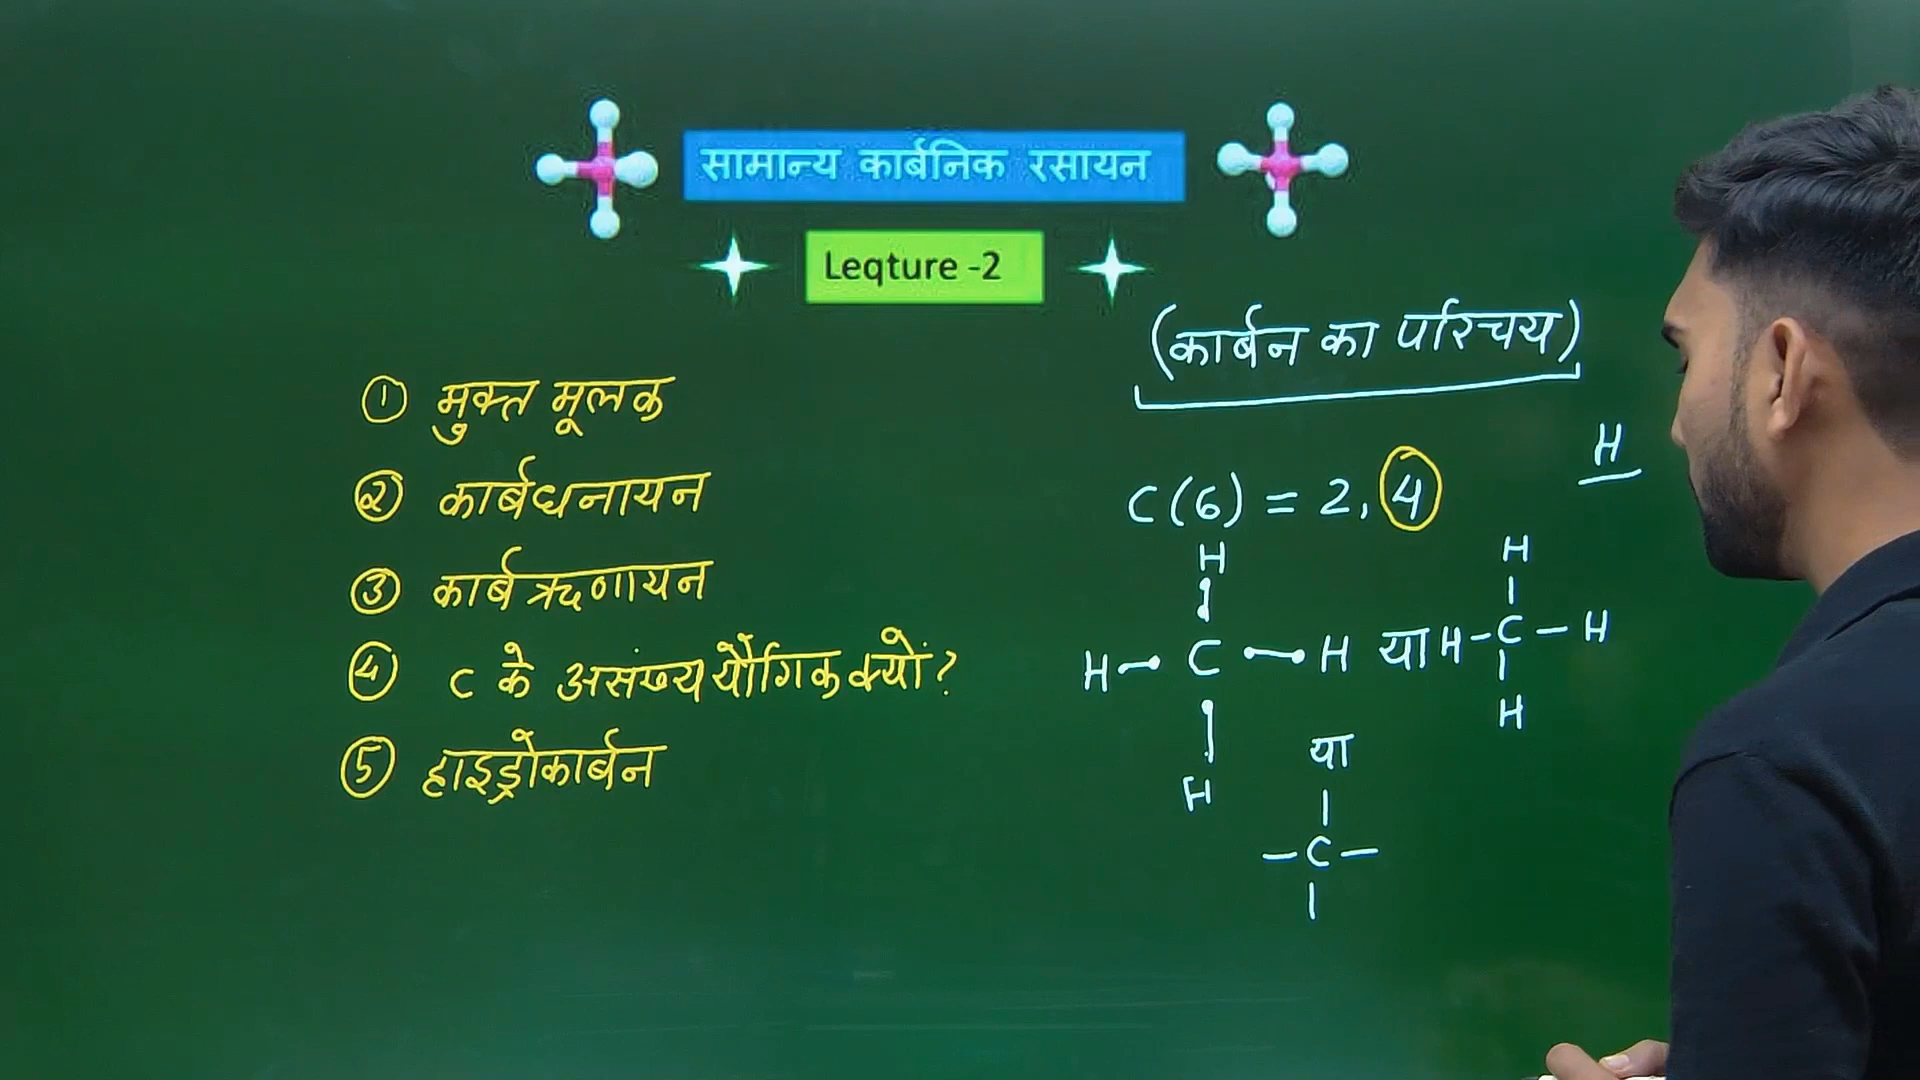 सामान्य कार्बनिक रसायन
Leqture -2
(कार्बन का परिचय)
① मुक्त मूलक
② कार्बधनायन
③ कार्बऋणायन
④ C के असंख्य यौगिक क्यों?
⑤ हाइड्रोकार्बन
H
C(6) = 2, 4
H
H C H या H-C-H
H
H
H
या
-C-